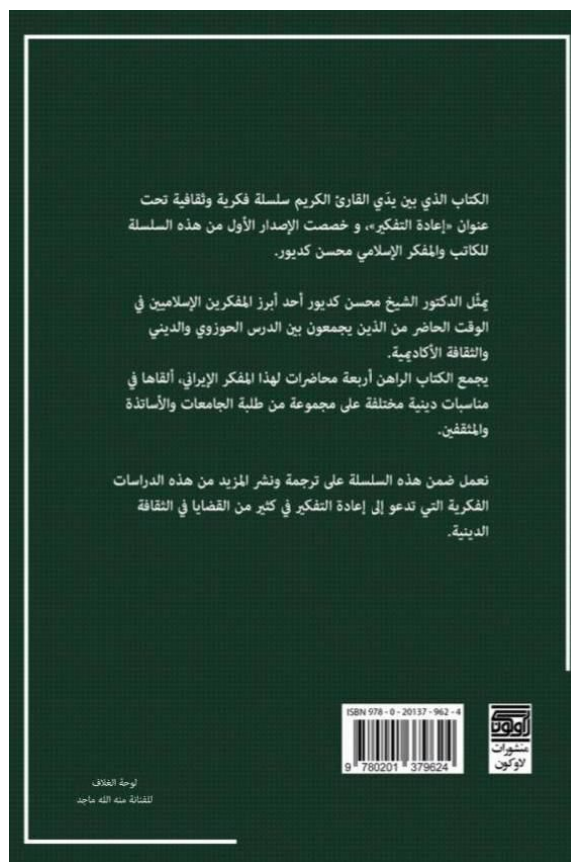 الكتاب الذي بين يدَي القارئ الكريم سلسلة فكرية وثقافية تحت
عنوان «إعادة التفكير»، و خصصت الإصدار الأول من هذه السلسلة
للكاتب والمفكر الإسلامي محسن كديور.
يمثّل الدكتور الشيخ محسن كديور أحد أبرز المفكرين الإسلاميين في
الوقت الحاضر من الذين يجمعون بين الدرس الحوزوي والديني
والثقافة الأكاديمية.
يجمع الكتاب الراهن أربعة محاضرات لهذا المفكر الإيراني، ألقاها في
مناسبات دينية مختلفة على مجموعة من طلبة الجامعات والأساتذة
والمثقفين.
نعمل ضمن هذه السلسلة على ترجمة ونشر المزيد من هذه الدراسات
الفكرية التي تدعو إلى إعادة التفكير في كثير من القضايا في الثقافة
الدينية.
ISBN 978 - 0 - 20137 - 962 - 4
9 780201 379624
لاوكون
منشورات
لاوكون
لوحة الغلاف
للفنانة منه الله ماجد